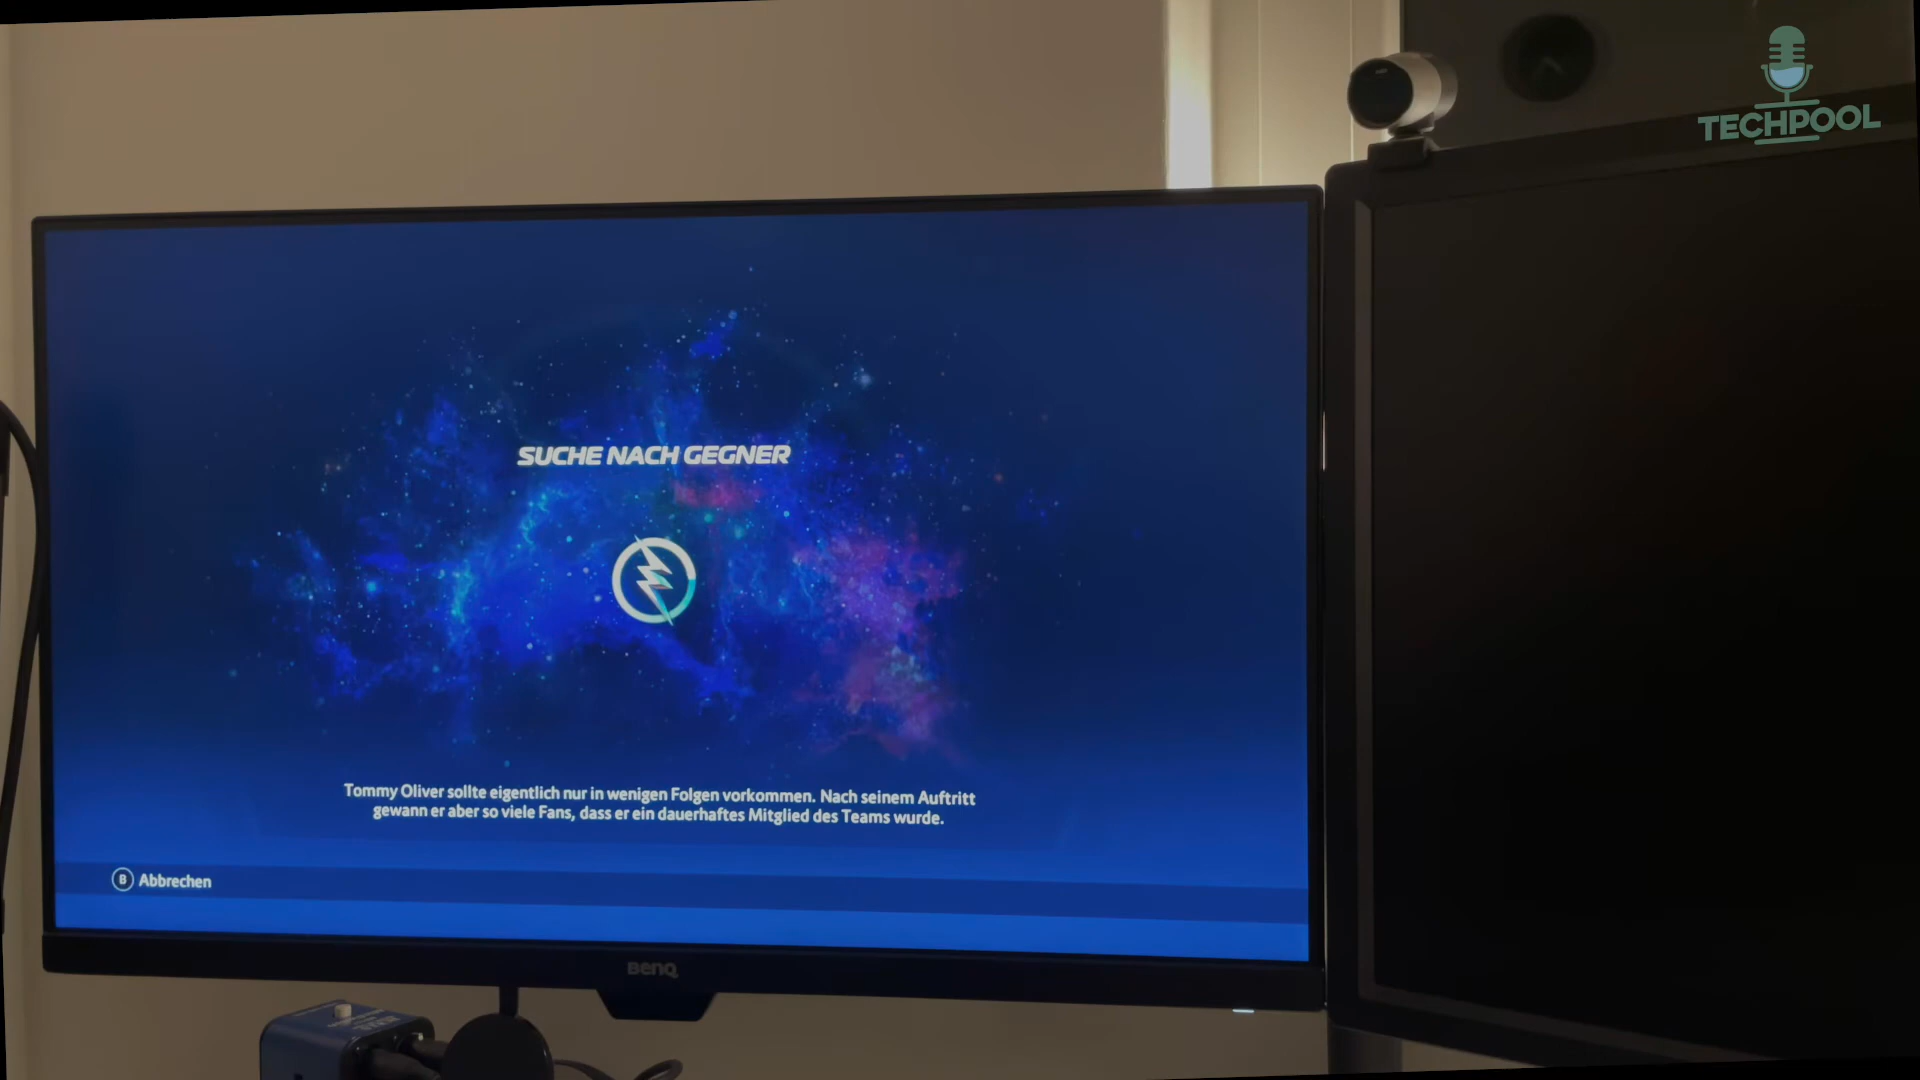 TECHPOOL
SUCHE NACH GEGNER
Tommy Oliver sollte eigentlich nur in wenigen Folgen vorkommen. Nach seinem Auftritt
gewann er aber so viele Fans, dass er ein dauerhaftes Mitglied des Teams wurde.
B Abbrechen
BenQ